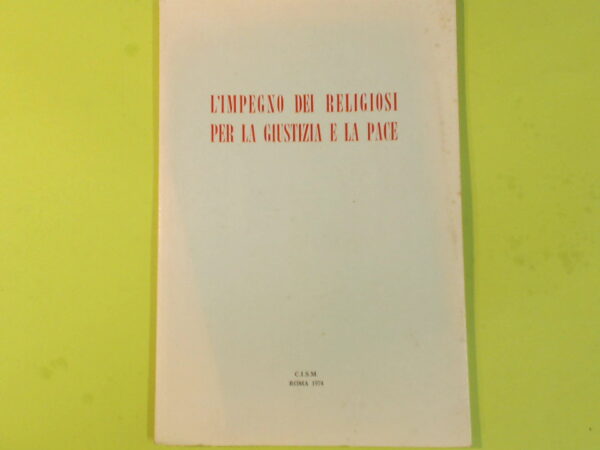 L'IMPEGNO DEI RELIGIOSI
PER LA GIUSTIZIA E LA PACE
C.I.S.M.
ROMA 1974